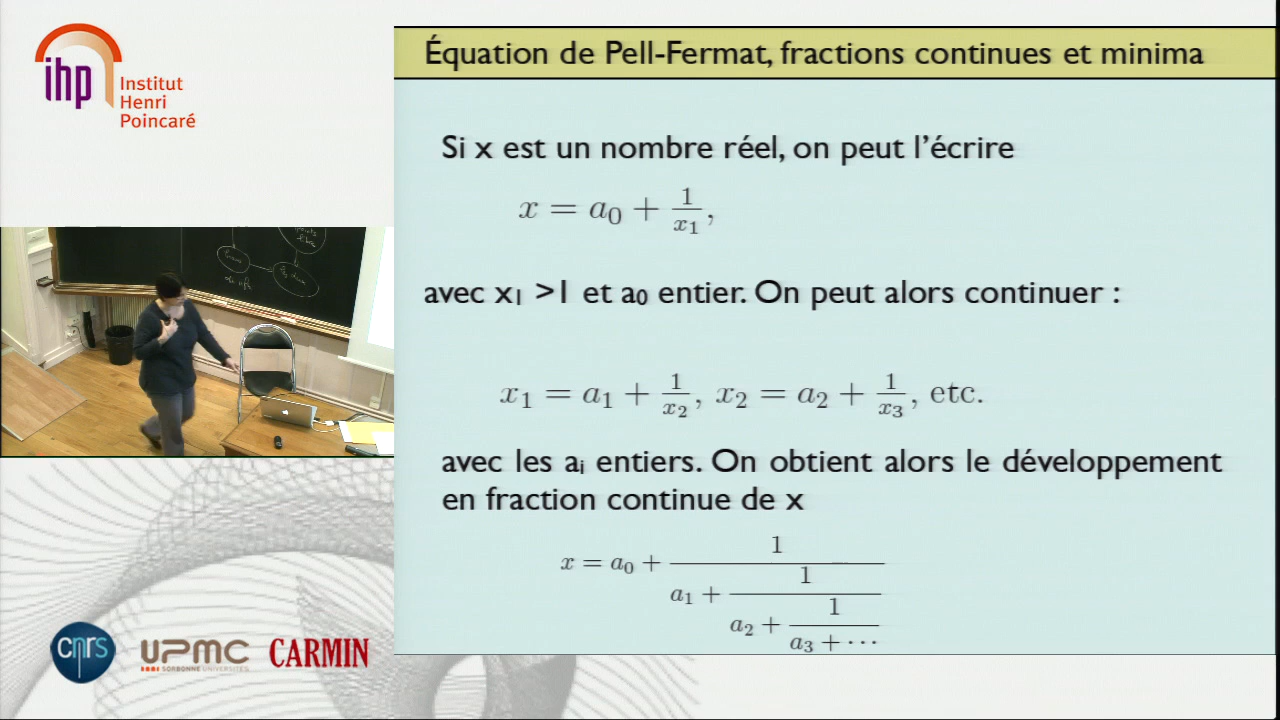 ihp
Institut
Henri
Poincaré
Équation de Pell-Fermat, fractions continues et minima
Si x est un nombre réel, on peut l'écrire
x = a₀ + 1/x₁,
avec x₁ >1 et a₀ entier. On peut alors continuer :
x₁ = a₁ + 1/x₂, x₂ = a₂ + 1/x₃, etc.
avec les aᵢ entiers. On obtient alors le développement
en fraction continue de x
x = a₀ + 1/(a₁ + 1/(a₂ + 1/(a₃ + ⋯
cnrs
UPMC
SORBONNE UNIVERSITÉS
CARMIN